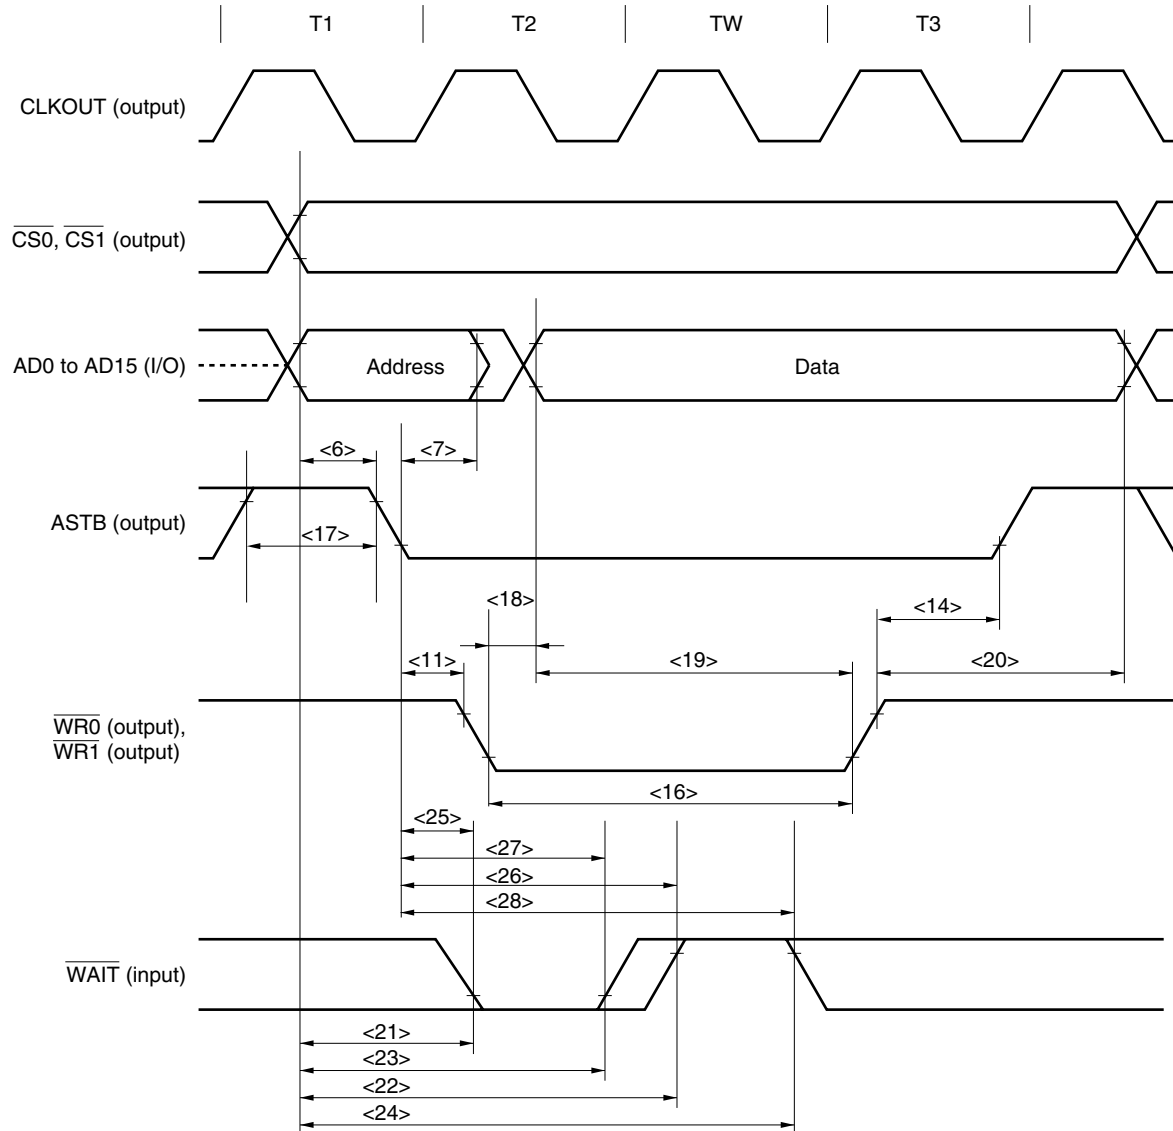 T1 T2 TW T3
CLKOUT (output)
CS0, CS1 (output)
AD0 to AD15 (I/O) Address Data
<6> <7>
ASTB (output)
<17>
<18> <14>
<11> <19> <20>
WR0 (output),
WR1 (output)
<16>
<25>
<27>
<26>
<28>
WAIT (input)
<21>
<23>
<22>
<24>